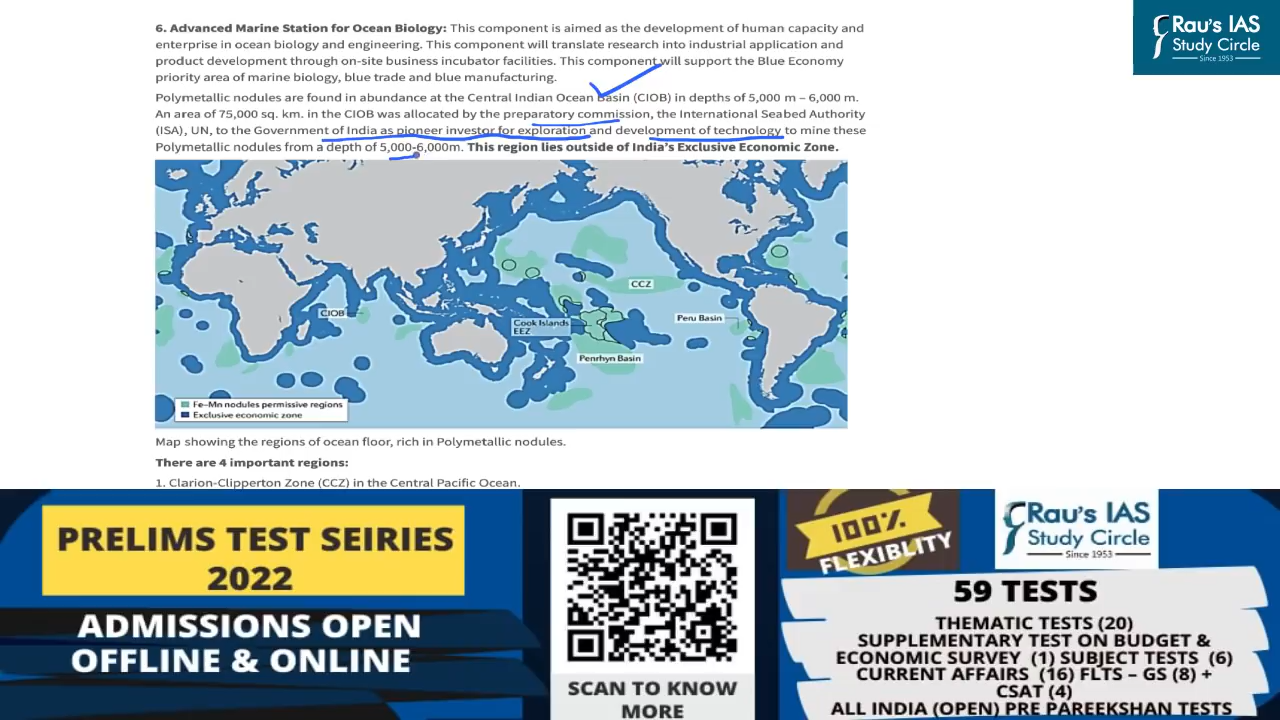 6. Advanced Marine Station for Ocean Biology: This component is aimed as the development of human capacity and
enterprise in ocean biology and engineering. This component will translate research into industrial application and
product development through on-site business incubator facilities. This component will support the Blue Economy
priority area of marine biology, blue trade and blue manufacturing.
Polymetallic nodules are found in abundance at the Central Indian Ocean Basin (CIOB) in depths of 5,000 m – 6,000 m.
An area of 75,000 sq. km. in the CIOB was allocated by the preparatory commission, the International Seabed Authority
(ISA), UN, to the Government of India as pioneer investor for exploration and development of technology to mine these
Polymetallic nodules from a depth of 5,000-6,000m. This region lies outside of India's Exclusive Economic Zone.
Rau's IAS
Study Circle
Since 1953
CCZ
CIOB
Cook Islands
EEZ
Peru Basin
Penrhyn Basin
Fe–Mn nodules permissive regions
Exclusive economic zone
Map showing the regions of ocean floor, rich in Polymetallic nodules.
There are 4 important regions:
1. Clarion-Clipperton Zone (CCZ) in the Central Pacific Ocean.
PRELIMS TEST SEIRIES
2022
ADMISSIONS OPEN
OFFLINE & ONLINE
SCAN TO KNOW
MORE
100%
FLEXIBLITY
Rau's IAS
Study Circle
Since 1953
59 TESTS
THEMATIC TESTS (20)
SUPPLEMENTARY TEST ON BUDGET &
ECONOMIC SURVEY (1) SUBJECT TESTS (6)
CURRENT AFFAIRS (16) FLTS – GS (8) +
CSAT (4)
ALL INDIA (OPEN) PRE PAREEKSHAN TESTS